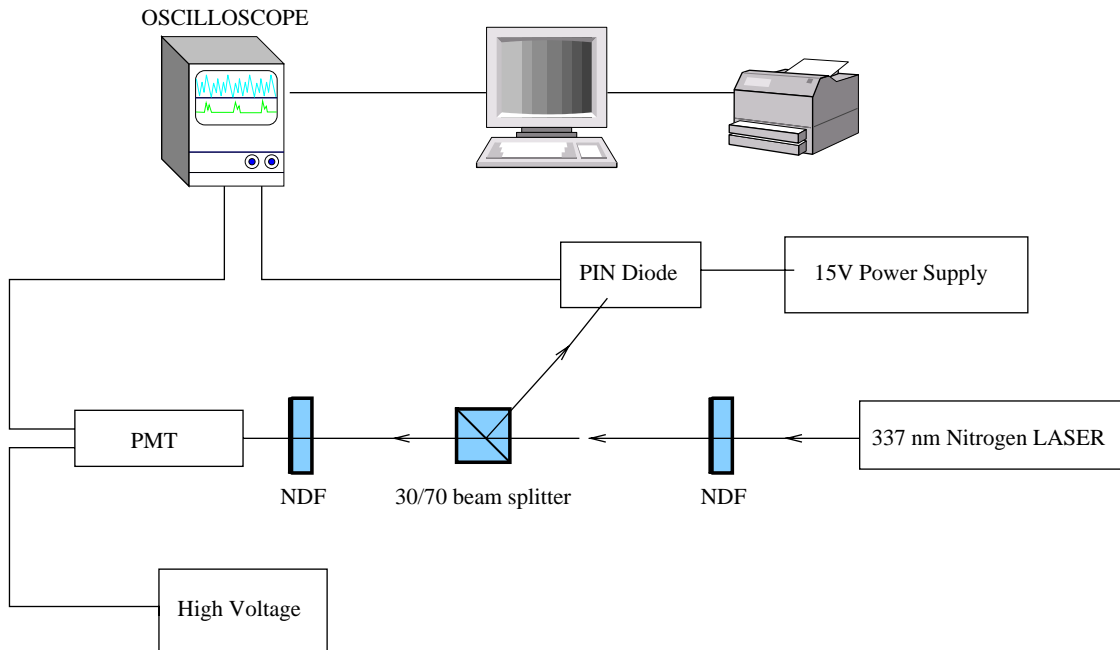 OSCILLOSCOPE
PIN Diode
15V Power Supply
PMT
337 nm Nitrogen LASER
NDF
30/70 beam splitter
NDF
High Voltage